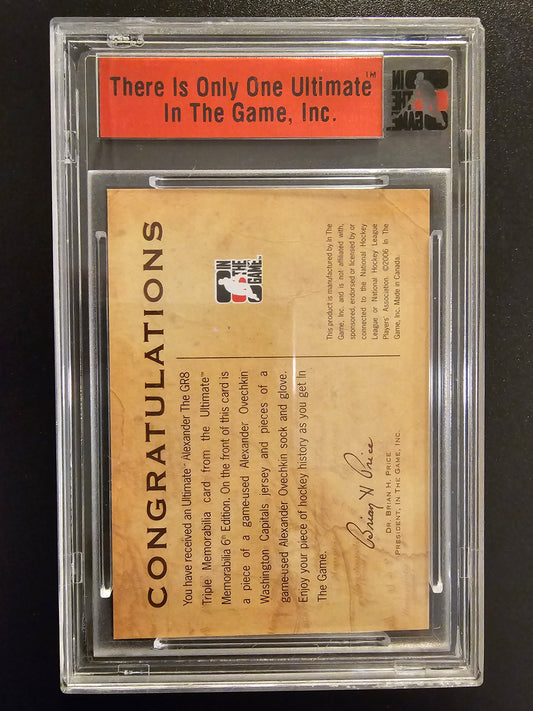 There Is Only One Ultimate™
In The Game, Inc.
IN
THE
GAME
CONGRATULATIONS
You have received an Ultimate™ Alexander The GR8
Triple Memorabilia card from the Ultimate™
Memorabilia 6th Edition. On the front of this card is
a piece of a game-used Alexander Ovechkin
Washington Capitals jersey and pieces of a
game-used Alexander Ovechkin sock and glove.
Enjoy your piece of hockey history as you get In
The Game.
IN
THE
GAME
Brian H Price
DR. BRIAN H. PRICE
PRESIDENT, IN THE GAME, INC.
This product is manufactured by In The
Game, Inc. and is not affiliated with,
sponsored, endorsed or licensed by or
connected to the National Hockey
League or National Hockey League
Players' Association. ©2006 In The
Game, Inc. Made in Canada.